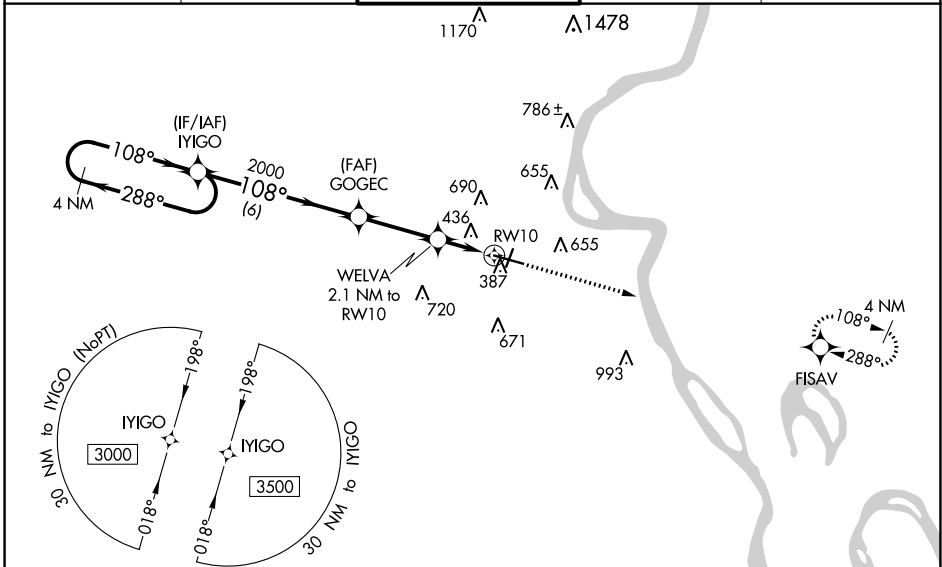 1170
1478
786±
(IF/IAF)
IYIGO
108°
288°
4 NM
2000
108°
(6)
(FAF)
GOGEC
690
655
436
RW10
655
387
WELVA
2.1 NM to
RW10
720
671
993
4 NM
108°
288°
FISAV
30 NM to IYIGO (NoPT)
198°
IYIGO
3000
018°
198°
IYIGO
3500
018°
30 NM to IYIGO